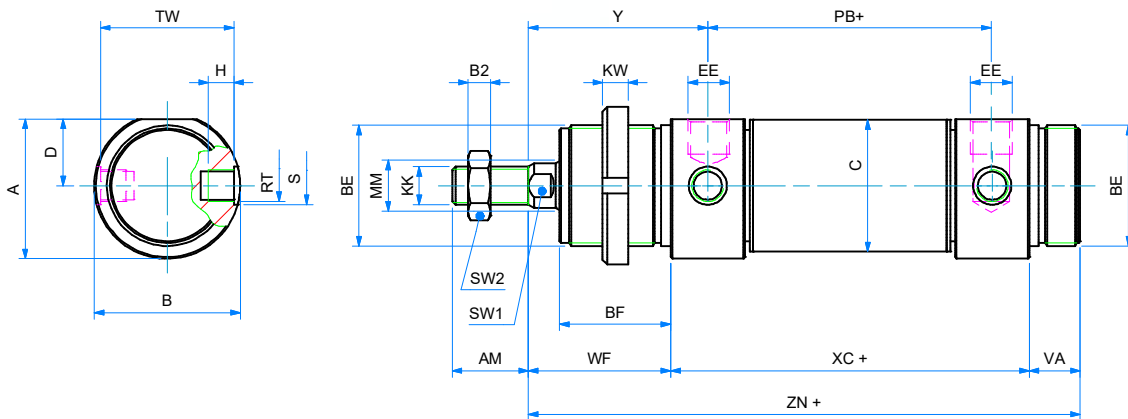 TW
Y
PB+
H
B2
KW
EE
EE
D
A
RT
S
BE
MM
KK
C
BE
B
SW2
SW1
BF
AM
WF
XC +
VA
ZN +